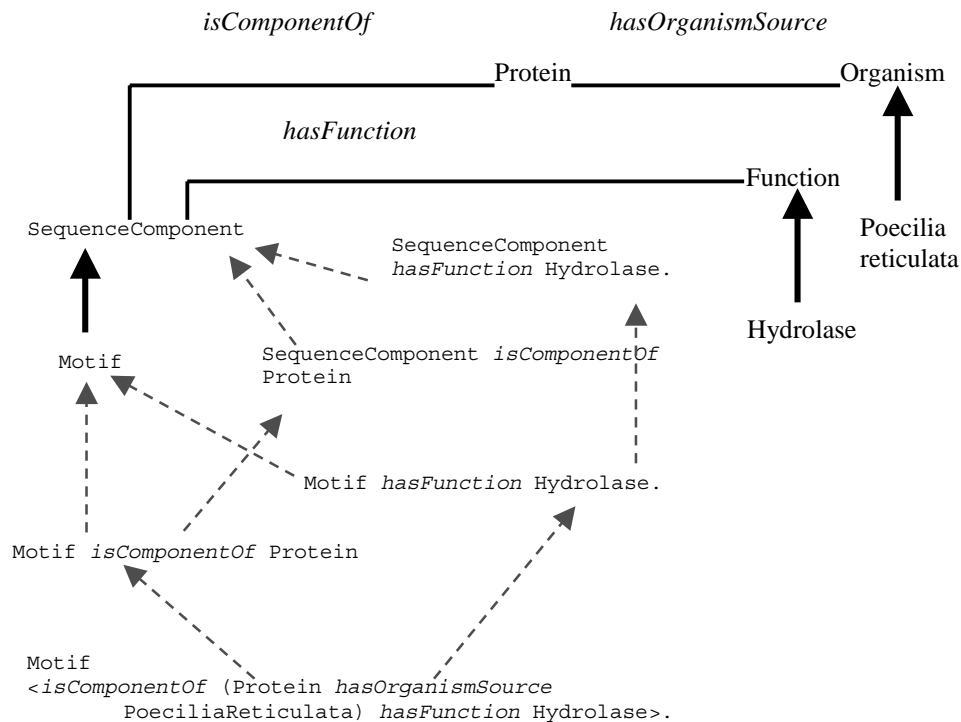 isComponentOf hasOrganismSource
Protein Organism
hasFunction
Function
SequenceComponent
Poecilia
reticulata
SequenceComponent
hasFunction Hydrolase.
Hydrolase
SequenceComponent isComponentOf
Protein
Motif
Motif hasFunction Hydrolase.
Motif isComponentOf Protein
Motif
<isComponentOf (Protein hasOrganismSource
PoeciliaReticulata) hasFunction Hydrolase>.